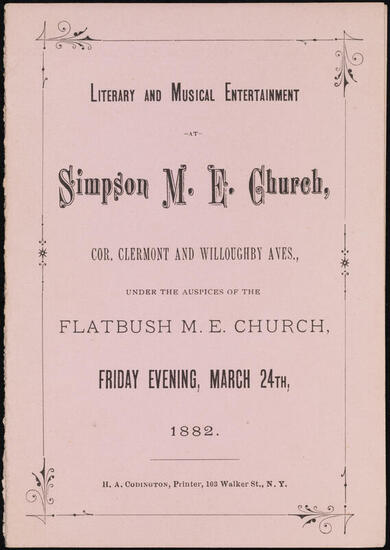 Literary and Musical Entertainment
-AT-
Simpson M. E. Church,
COR. CLERMONT AND WILLOUGHBY AVES.,
UNDER THE AUSPICES OF THE
FLATBUSH M. E. CHURCH,
FRIDAY EVENING, MARCH 24TH,
1882.
H. A. Codington, Printer, 103 Walker St., N. Y.